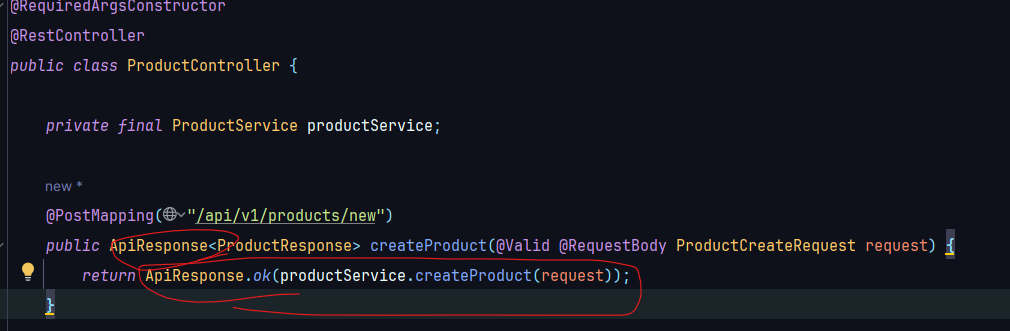 @RequiredArgsConstructor
@RestController
public class ProductController {
private final ProductService productService;
new *
@PostMapping("/api/v1/products/new")
public ApiResponse<ProductResponse> createProduct(@Valid @RequestBody ProductCreateRequest request) {
return ApiResponse.ok(productService.createProduct(request));
}